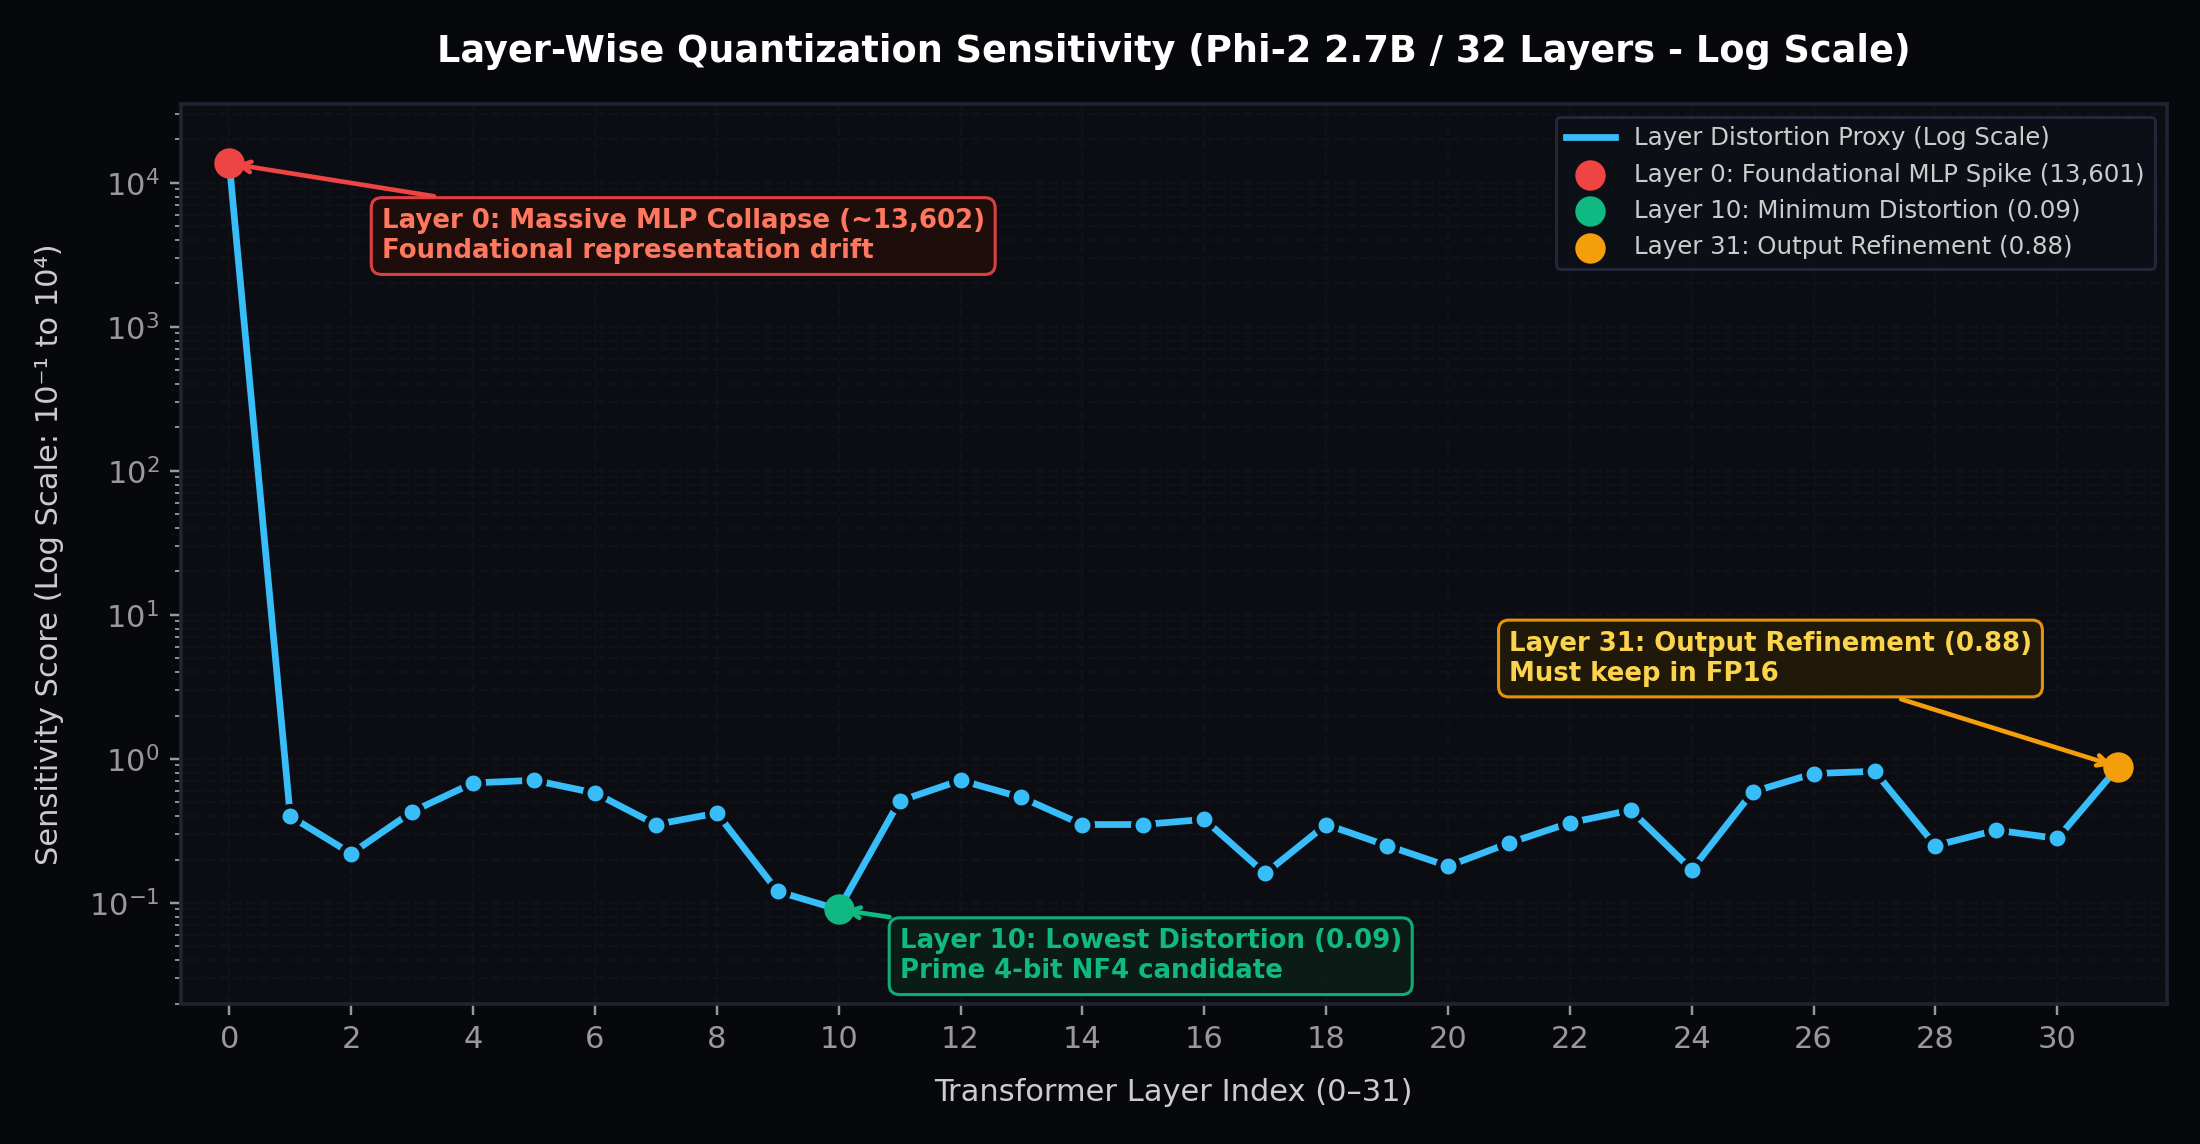 Layer-Wise Quantization Sensitivity (Phi-2 2.7B / 32 Layers - Log Scale)
Layer Distortion Proxy (Log Scale)
Layer 0: Foundational MLP Spike (13,601)
Layer 10: Minimum Distortion (0.09)
Layer 31: Output Refinement (0.88)
Layer 0: Massive MLP Collapse (~13,602)
Foundational representation drift
Layer 31: Output Refinement (0.88)
Must keep in FP16
Layer 10: Lowest Distortion (0.09)
Prime 4-bit NF4 candidate
Sensitivity Score (Log Scale: 10⁻¹ to 10⁴)
10⁴
10³
10²
10¹
10⁰
10⁻¹
0 2 4 6 8 10 12 14 16 18 20 22 24 26 28 30
Transformer Layer Index (0–31)